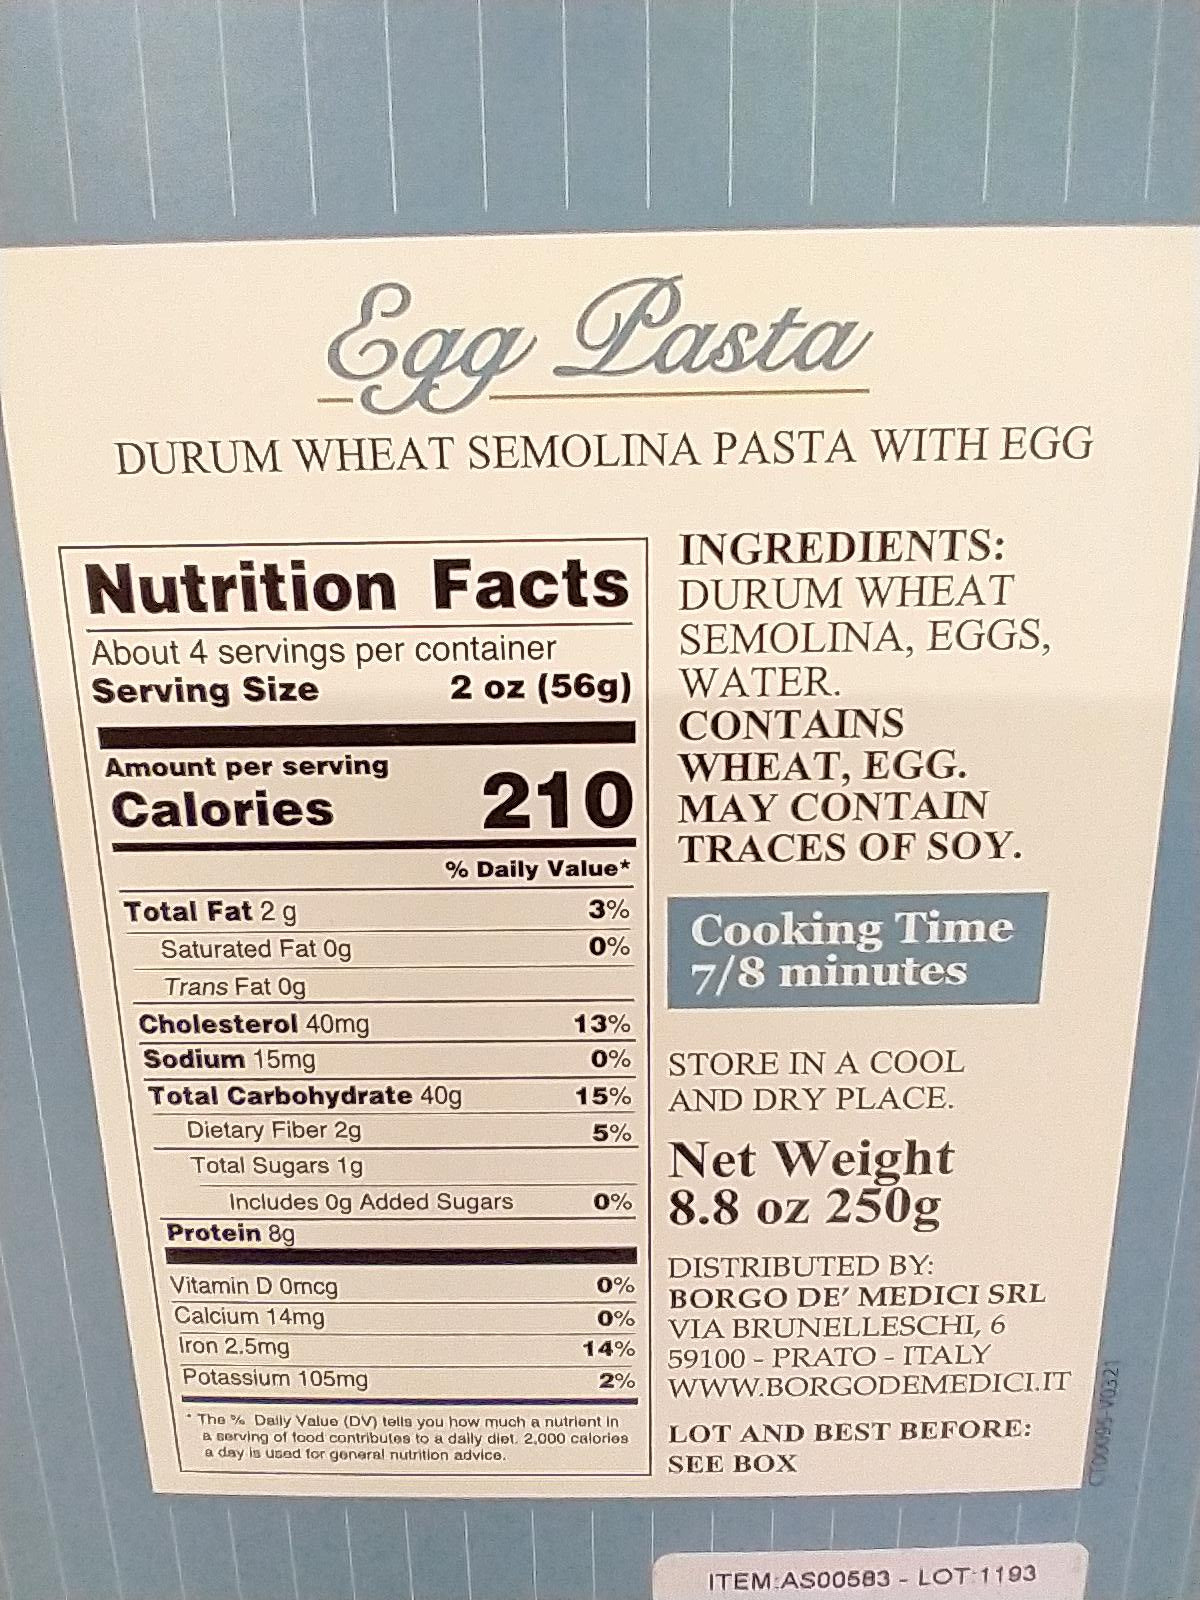 Egg Pasta
DURUM WHEAT SEMOLINA PASTA WITH EGG
Nutrition Facts
About 4 servings per container
Serving Size 2 oz (56g)
Amount per serving
Calories 210
% Daily Value*
Total Fat 2 g 3%
Saturated Fat 0g 0%
Trans Fat 0g
Cholesterol 40mg 13%
Sodium 15mg 0%
Total Carbohydrate 40g 15%
Dietary Fiber 2g 5%
Total Sugars 1g
Includes 0g Added Sugars 0%
Protein 8g
Vitamin D 0mcg 0%
Calcium 14mg 0%
Iron 2.5mg 14%
Potassium 105mg 2%
* The % Daily Value (DV) tells you how much a nutrient in
a serving of food contributes to a daily diet. 2,000 calories
a day is used for general nutrition advice.
INGREDIENTS:
DURUM WHEAT
SEMOLINA, EGGS,
WATER.
CONTAINS
WHEAT, EGG.
MAY CONTAIN
TRACES OF SOY.
Cooking Time
7/8 minutes
STORE IN A COOL
AND DRY PLACE.
Net Weight
8.8 oz 250g
DISTRIBUTED BY:
BORGO DE' MEDICI SRL
VIA BRUNELLESCHI, 6
59100 - PRATO - ITALY
WWW.BORGODEMEDICI.IT
LOT AND BEST BEFORE:
SEE BOX
CT00695-V0321
ITEM:AS00583 - LOT:1193